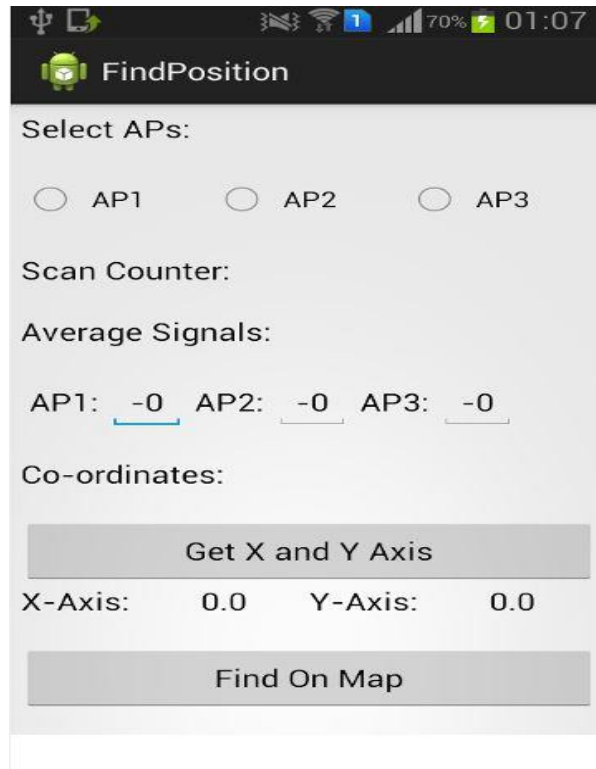 1 70% 01:07
FindPosition
Select APs:
AP1 AP2 AP3
Scan Counter:
Average Signals:
AP1: -0 AP2: -0 AP3: -0
Co-ordinates:
Get X and Y Axis
X-Axis: 0.0 Y-Axis: 0.0
Find On Map